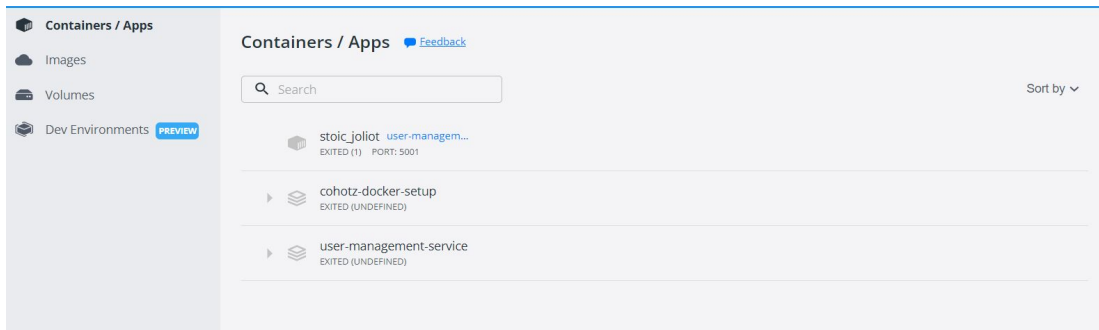 Containers / Apps
Images
Volumes
Dev Environments PREVIEW
Containers / Apps Feedback
Search
Sort by
stoic_joliot user-managem...
EXITED (1) PORT: 5001
cohotz-docker-setup
EXITED (UNDEFINED)
user-management-service
EXITED (UNDEFINED)